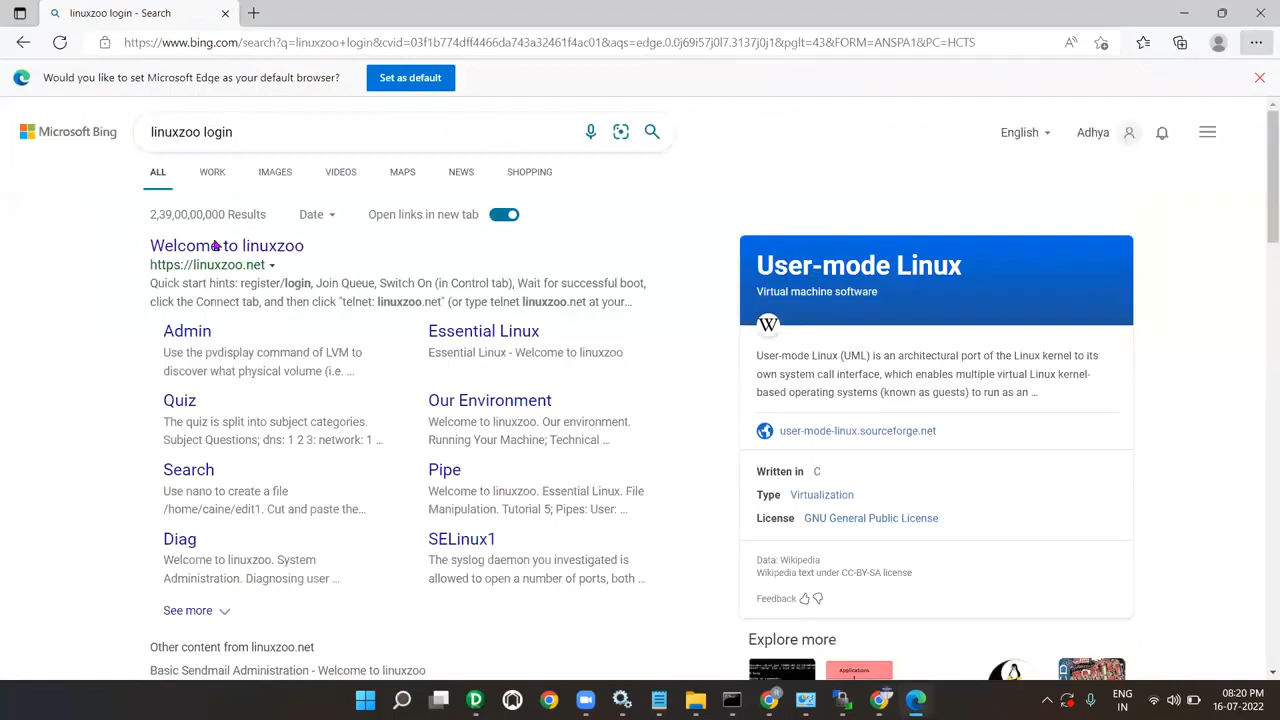 linuxzoo login - Search
https://www.bing.com/search?q=linuxzoo+login&cvid=03f1b774dff4466da743a32461f4ac01&aqs=edge.0.0j69i57j0l7.3137j0j1&pglt=43&FORM=ANSPA1&PC=HCTS
Would you like to set Microsoft Edge as your default browser?
Set as default
Microsoft Bing
linuxzoo login
English
Adhya
ALL
WORK
IMAGES
VIDEOS
MAPS
NEWS
SHOPPING
2,39,00,00,000 Results
Date
Open links in new tab
Welcome to linuxzoo
https://linuxzoo.net
Quick start hints: register/login, Join Queue, Switch On (in Control tab), Wait for successful boot,
click the Connect tab, and then click "telnet: linuxzoo.net" (or type telnet linuxzoo.net at your...
Admin
Use the pvdisplay command of LVM to
discover what physical volume (i.e. ...
Essential Linux
Essential Linux - Welcome to linuxzoo
Quiz
The quiz is split into subject categories.
Subject Questions; dns: 1 2 3: network: 1 ...
Our Environment
Welcome to linuxzoo. Our environment.
Running Your Machine; Technical ...
Search
Use nano to create a file
/home/caine/edit1. Cut and paste the...
Pipe
Welcome to linuxzoo. Essential Linux. File
Manipulation. Tutorial 5; Pipes: User: ...
Diag
Welcome to linuxzoo. System
Administration. Diagnosing user ...
SELinux1
The syslog daemon you investigated is
allowed to open a number of ports, both ...
See more
Other content from linuxzoo.net
Basic Sendmail Administration - Welcome to linuxzoo
User-mode Linux
Virtual machine software
W
User-mode Linux (UML) is an architectural port of the Linux kernel to its
own system call interface, which enables multiple virtual Linux kernel-
based operating systems (known as guests) to run as an ...
user-mode-linux.sourceforge.net
Written in C
Type Virtualization
License GNU General Public License
Data: Wikipedia
Wikipedia text under CC-BY-SA license
Feedback
Explore more
Applications
ENG
IN
08:20 PM
16-07-2022